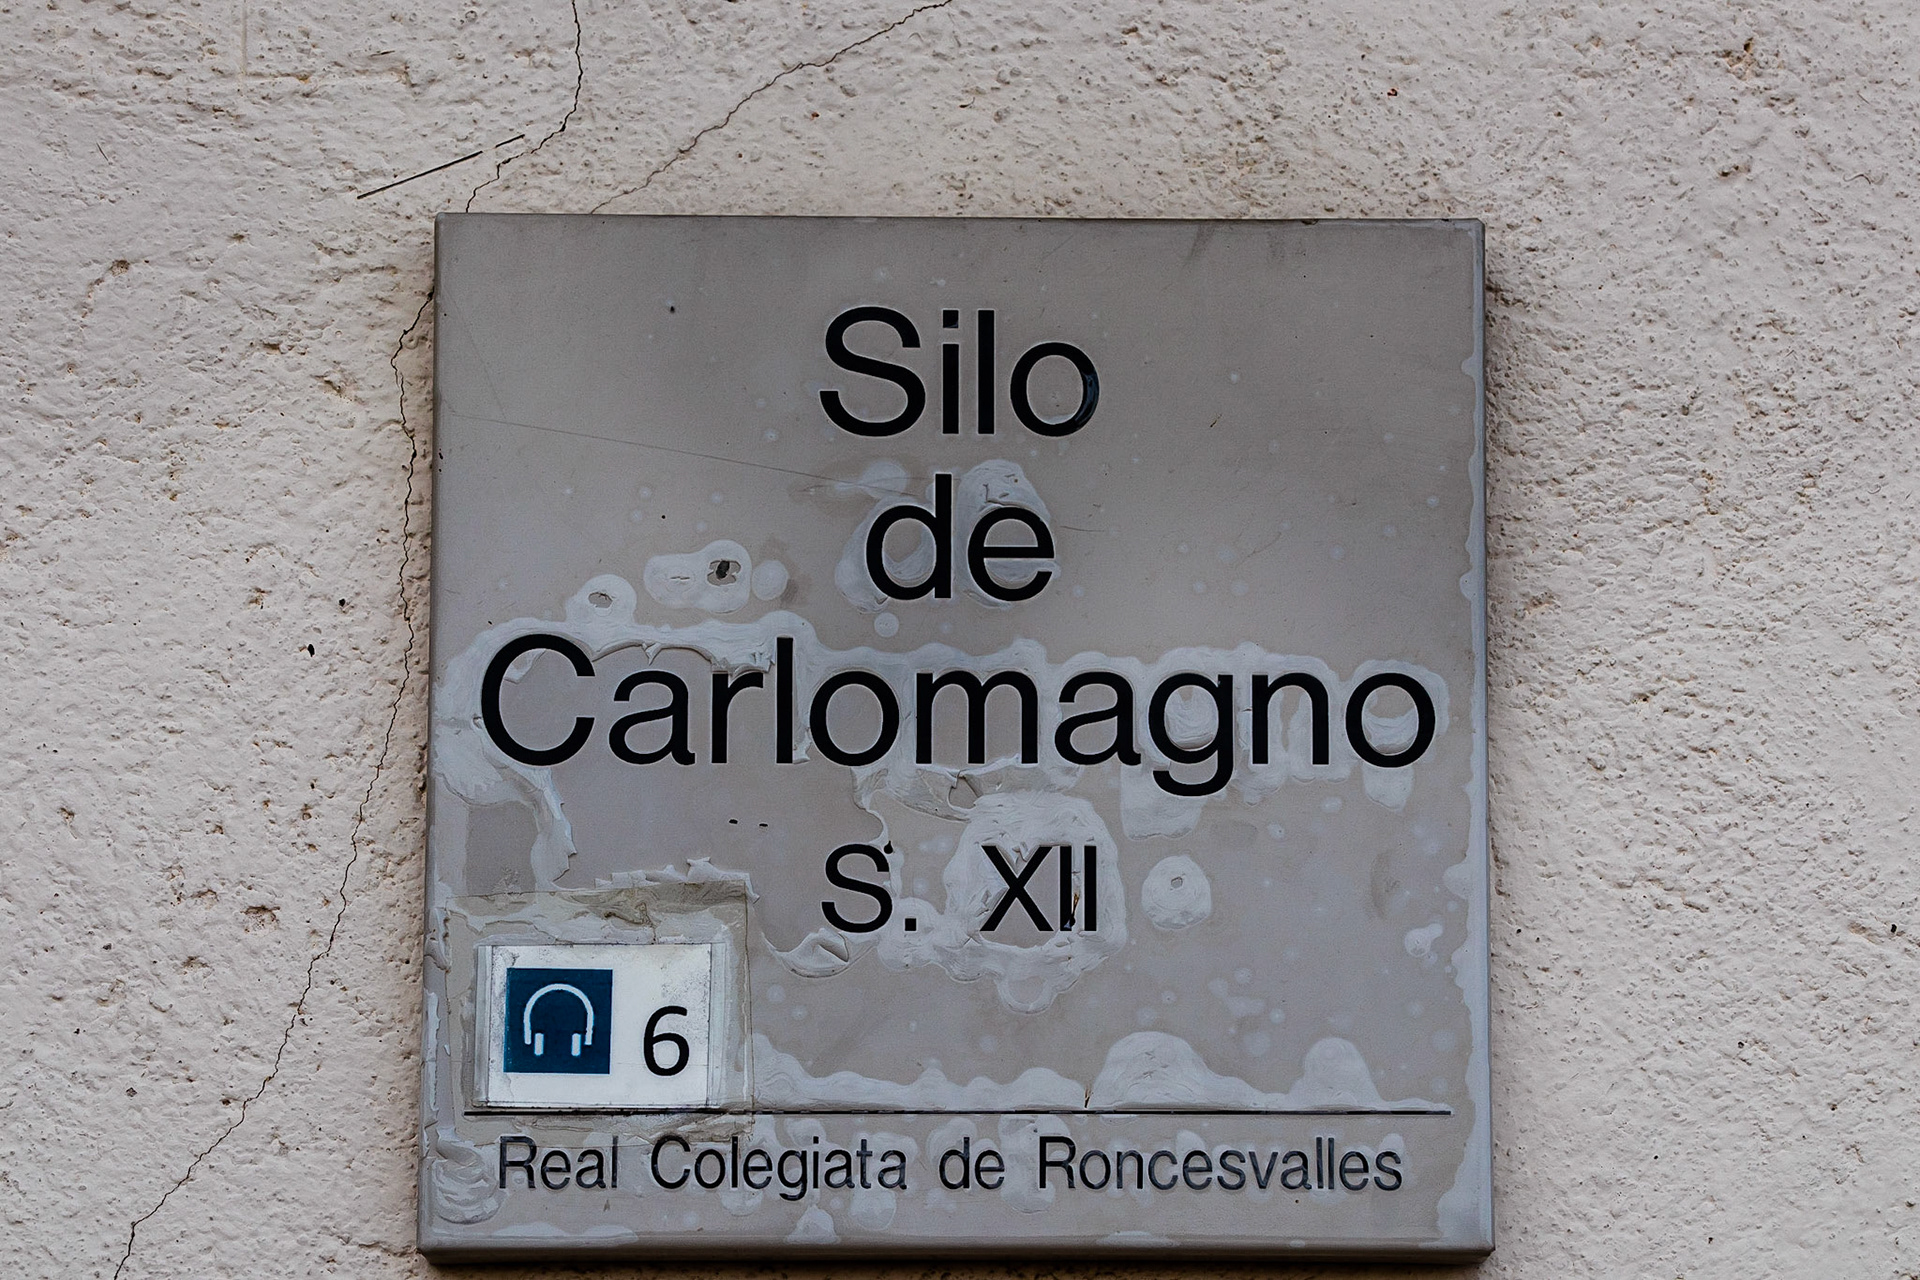 Silo
de
Carlomagno
S. XII
6
Real Colegiata de Roncesvalles